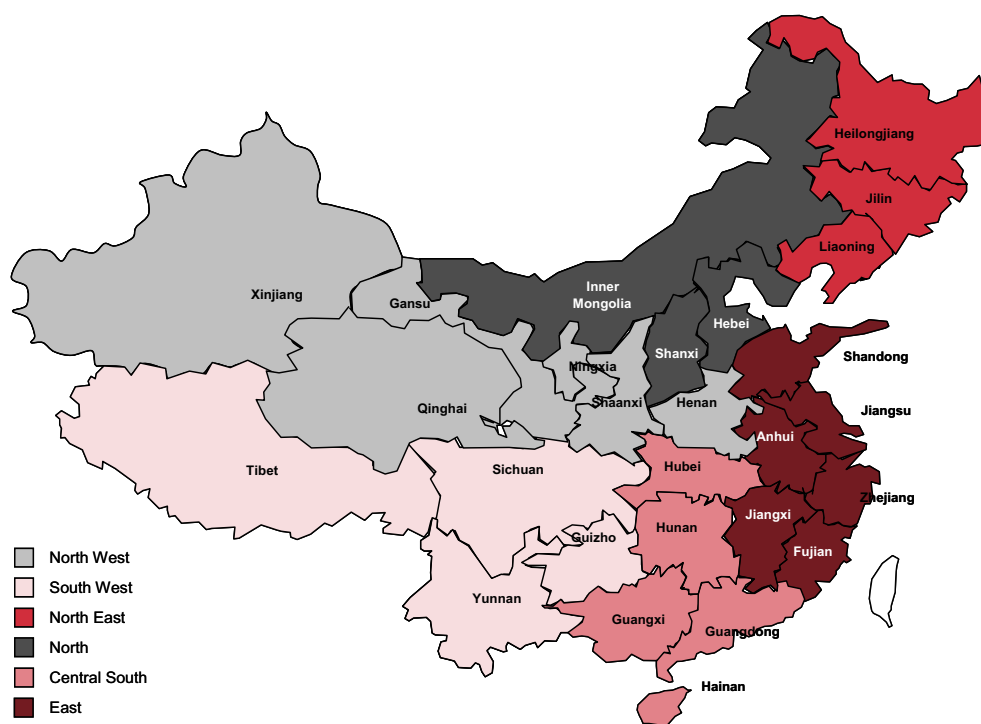 Heilongjiang
Jilin
Liaoning
Inner
Mongolia
Xinjiang
Gansu
Hebei
Shanxi
Shandong
Ningxia
Shaanxi
Henan
Qinghai
Jiangsu
Anhui
Tibet
Sichuan
Hubei
Zhejiang
Jiangxi
Hunan
Guizho
Fujian
Yunnan
Guangxi
Guangdong
Hainan
North West
South West
North East
North
Central South
East